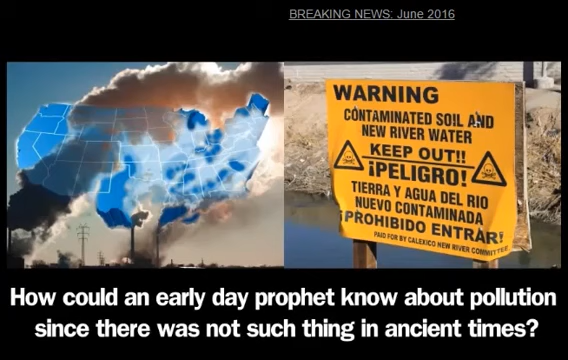 BREAKING NEWS: June 2016
WARNING
CONTAMINATED SOIL AND
NEW RIVER WATER
KEEP OUT!!
¡PELIGRO!
TIERRA Y AGUA DEL RIO
NUEVO CONTAMINADA
¡PROHIBIDO ENTRAR!
PAID FOR BY CALEXICO NEW RIVER COMMITTEE
How could an early day prophet know about pollution
since there was not such thing in ancient times?